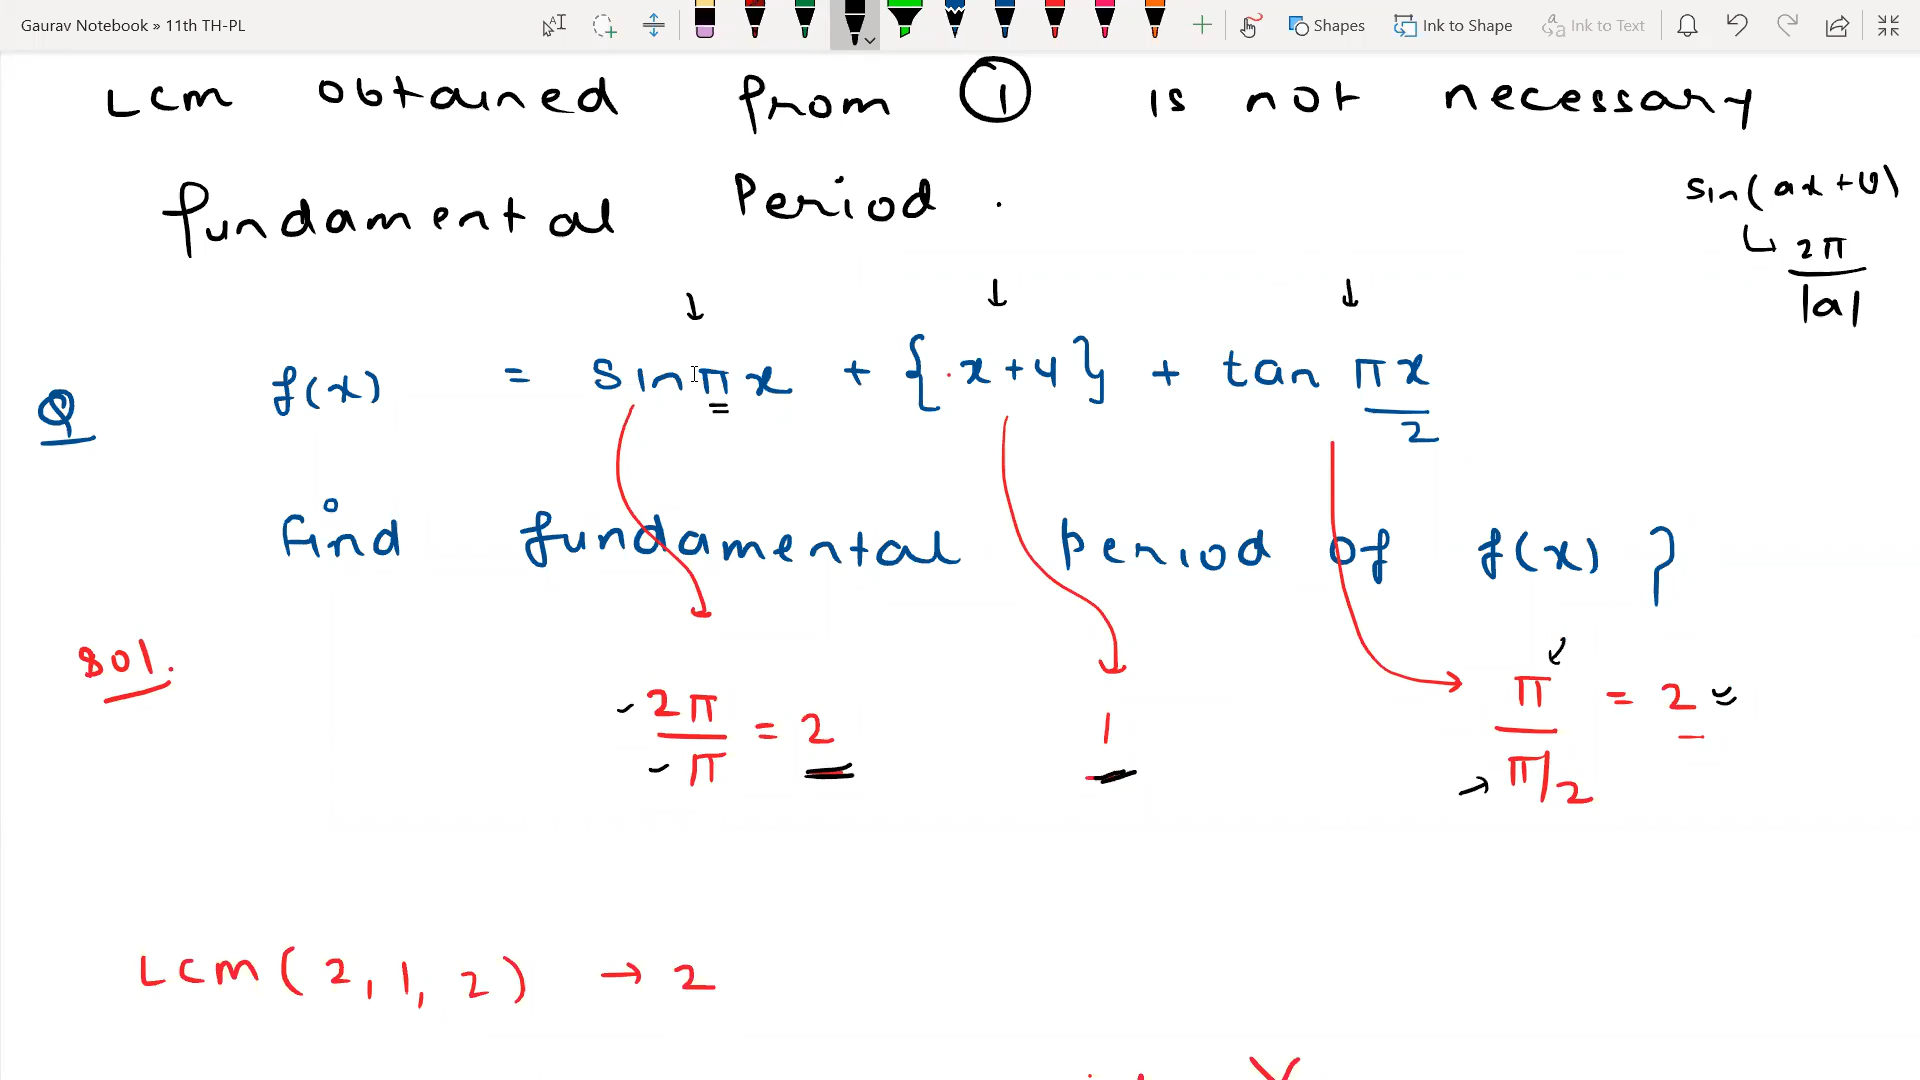 Gaurav Notebook » 11th TH-PL
Shapes
Ink to Shape
Ink to Text
LCM obtained from ① is not necessary
fundamental Period .
sin(ax+b)
↳ 2π
|a|
Q f(x) = sin πx + {x+4} + tan πx
2
Find fundamental period of f(x) ?
Sol.
2π = 2
π
1
π = 2
π/2
LCM( 2, 1, 2 ) → 2